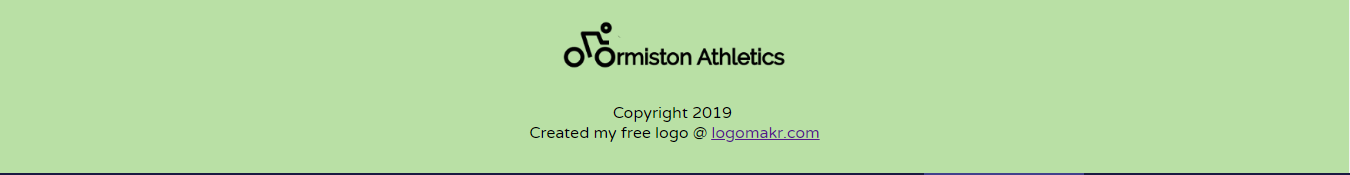 Ormiston Athletics
Copyright 2019
Created my free logo @ logomakr.com